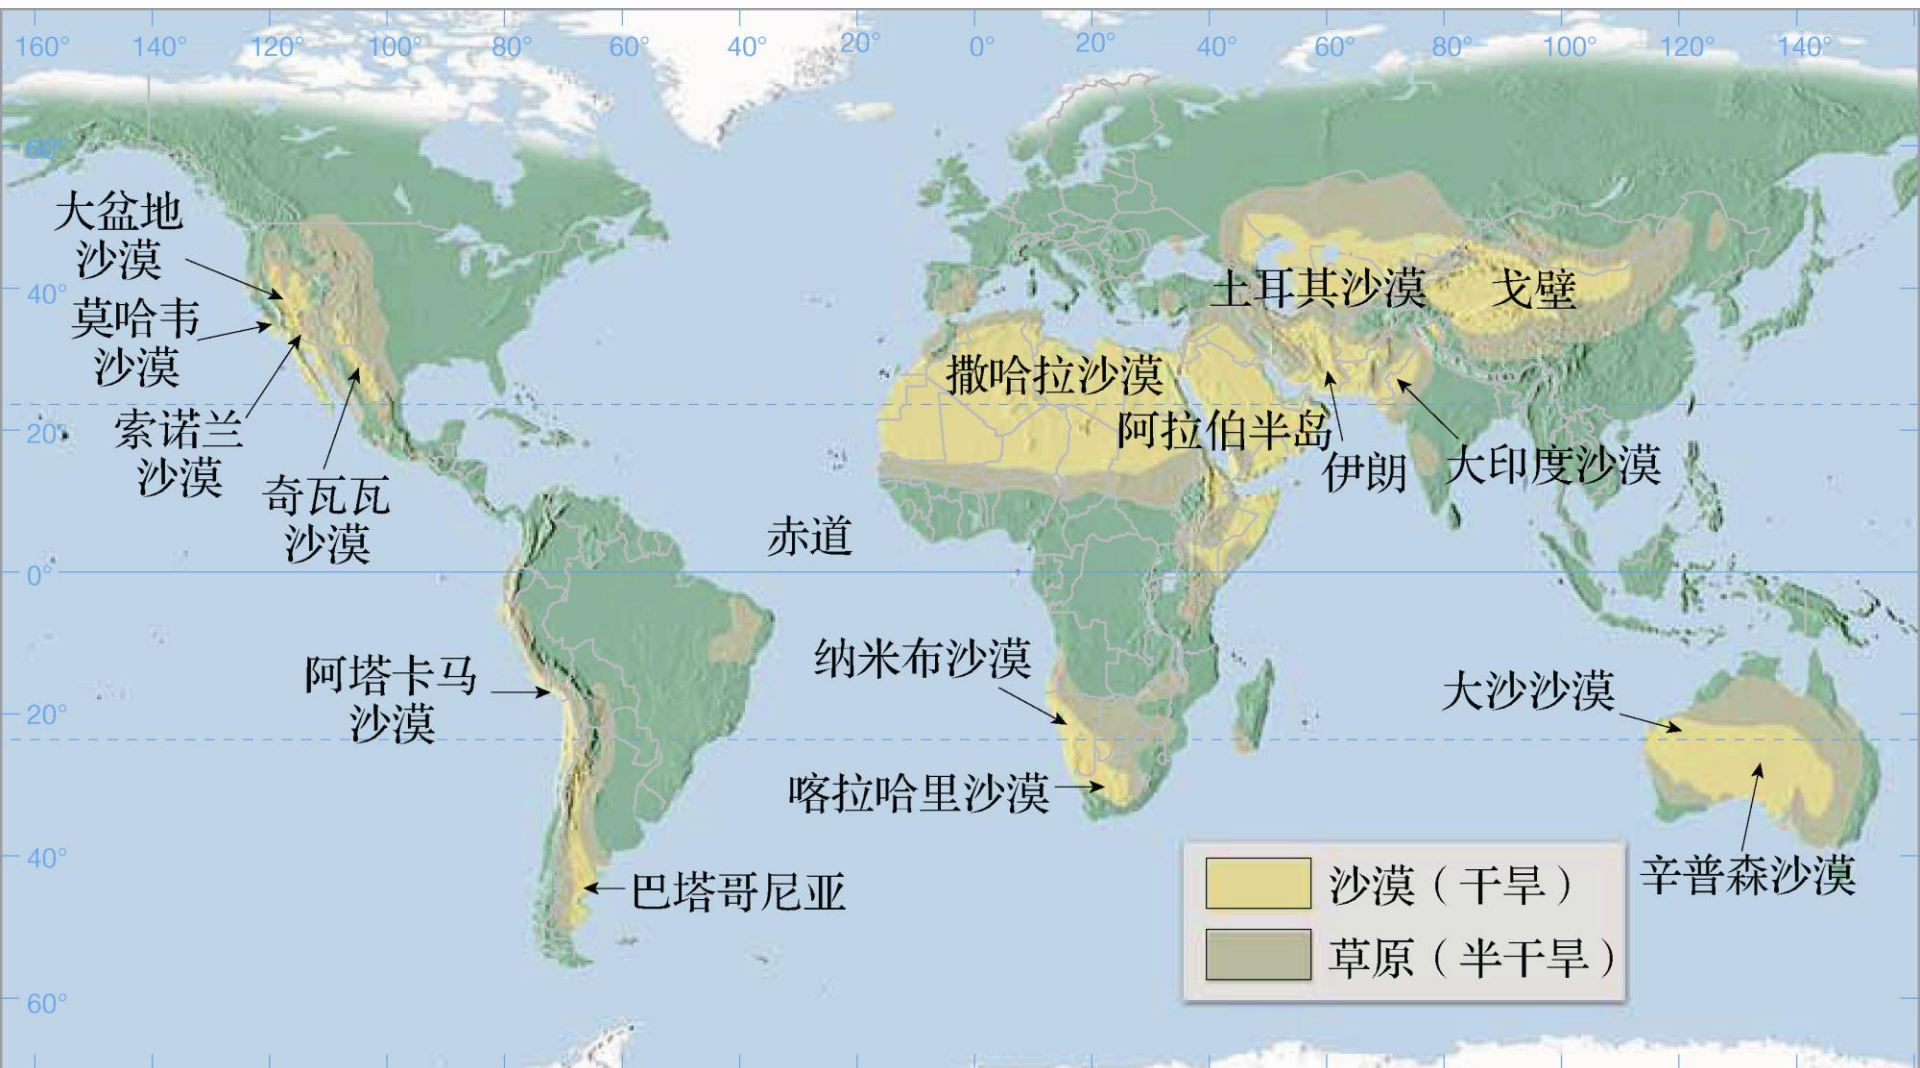 160° 140° 120° 100° 80° 60° 40° 20° 0° 20° 40° 60° 80° 100° 120° 140°
60°
大盆地
沙漠
40°
莫哈韦
沙漠
土耳其沙漠
戈壁
撒哈拉沙漠
阿拉伯半岛
伊朗
大印度沙漠
索诺兰
沙漠
20°
奇瓦瓦
沙漠
赤道
0°
阿塔卡马
沙漠
纳米布沙漠
大沙沙漠
20°
喀拉哈里沙漠
辛普森沙漠
40°
巴塔哥尼亚
沙漠（干旱）
草原（半干旱）
60°